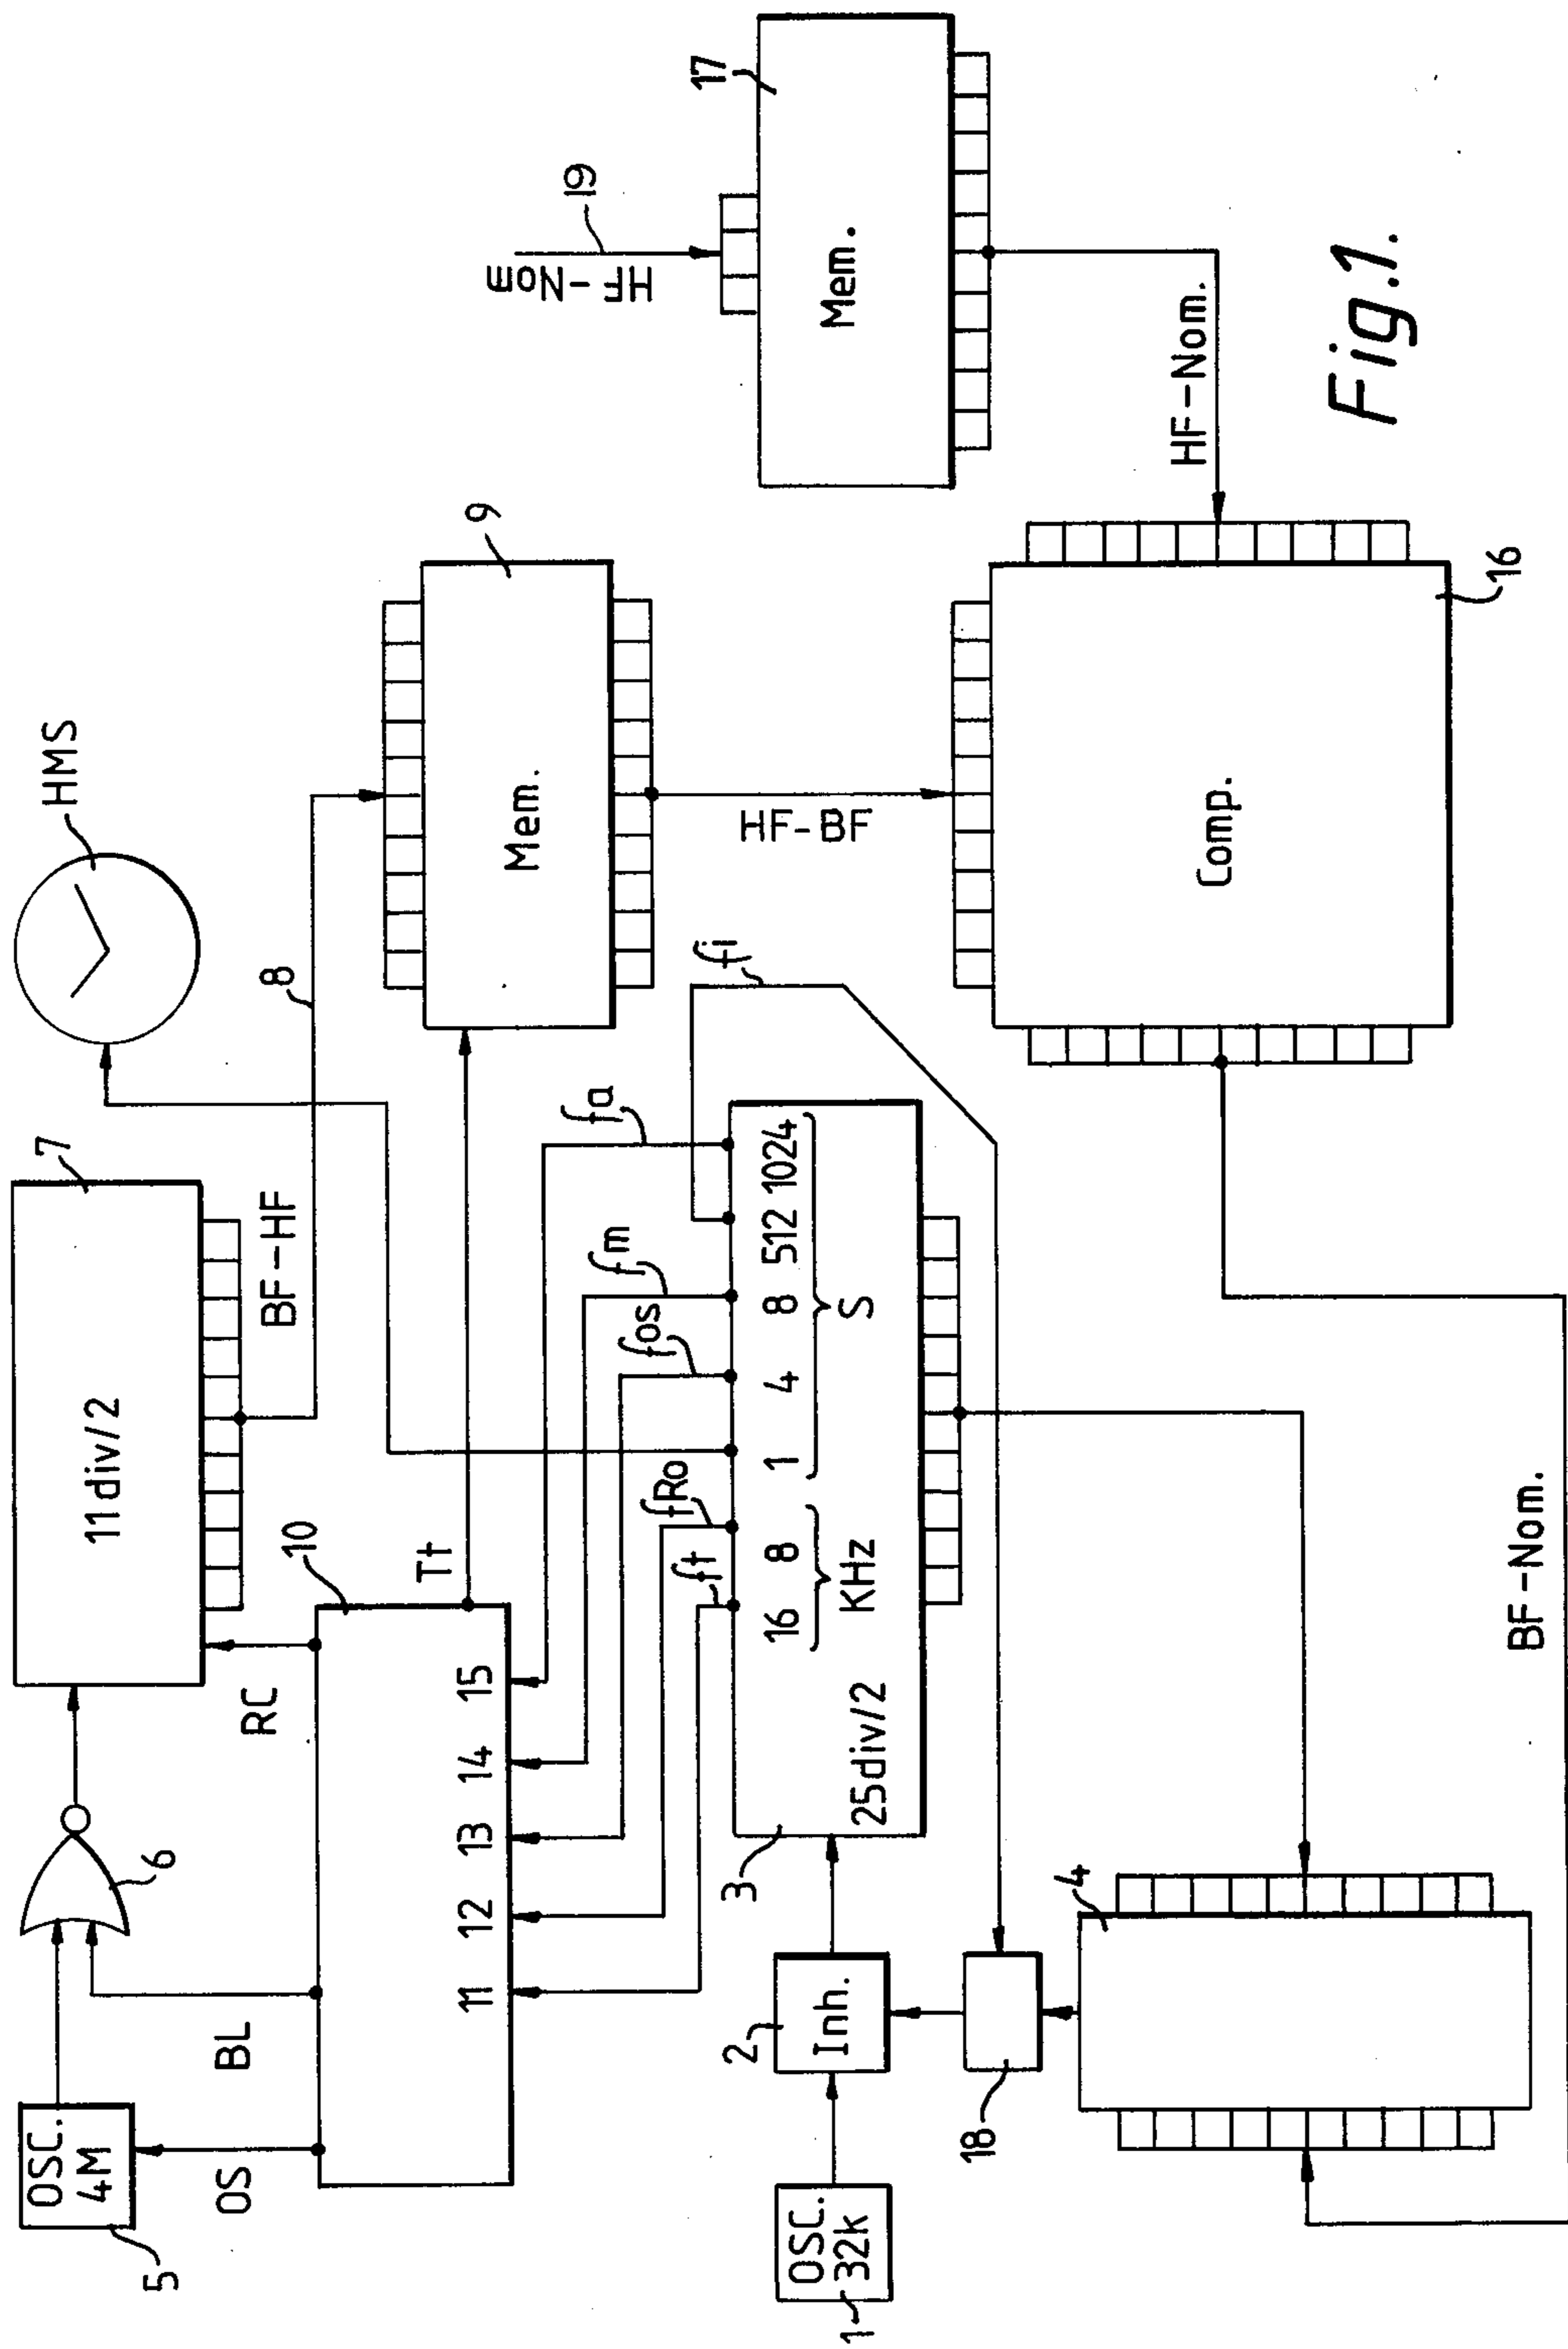 OSC.
4M
5
6
11 div/2
7
HMS
8
BF-HF
OS
BL
RC
10
Tt
11
12
13
14
15
Mem.
9
HF-BF
HF-Nom
19
Mem.
17
HF-Nom.
ft
fRo
fos
fm
fa
fi
OSC.
32k
1
Inh.
2
3
25div/2
16 8
KHz
1 4 8 512 1024
S
18
4
Comp.
16
BF-Nom.
Fig.1.